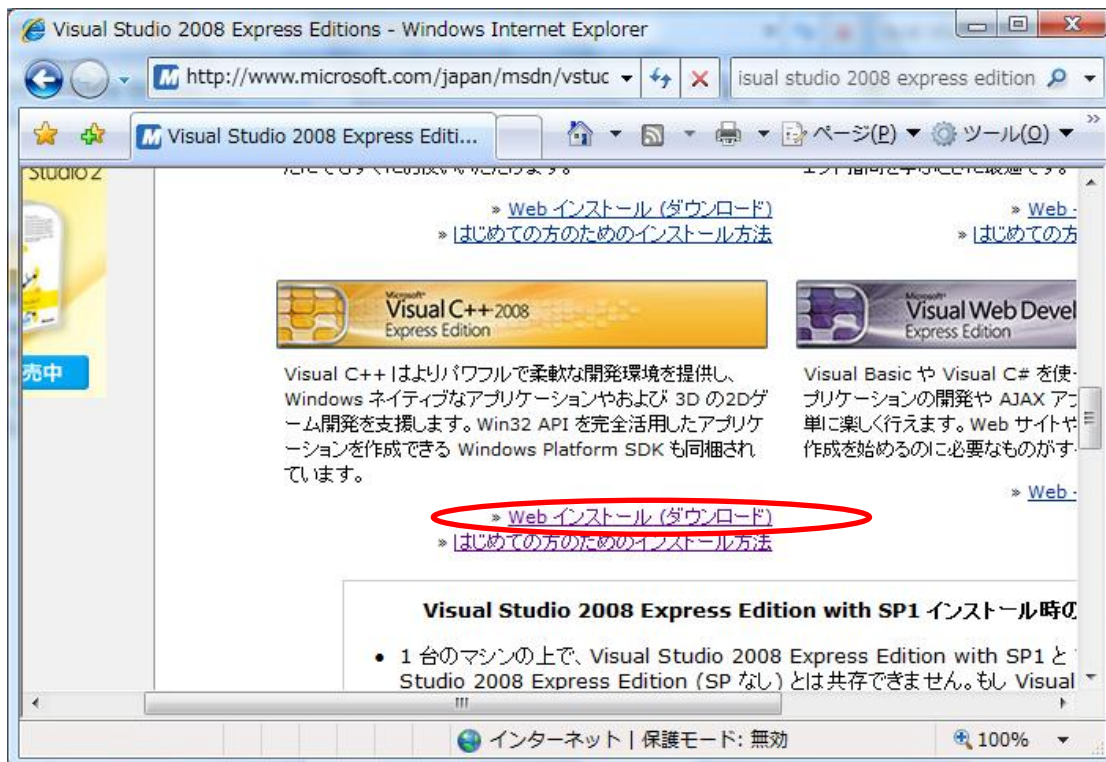 Visual Studio 2008 Express Editions - Windows Internet Explorer
http://www.microsoft.com/japan/msdn/vstuc
isual studio 2008 express edition
Visual Studio 2008 Express Editi...
ページ(P)
ツール(O)
Studio 2
» Web インストール (ダウンロード)
» はじめての方のためのインストール方法
» Web -
» はじめての方
売中
Microsoft
Visual C++ 2008
Express Edition
Visual C++ はよりパワフルで柔軟な開発環境を提供し、
Windows ネイティブなアプリケーションやおよび 3D の2Dゲ
ーム開発を支援します。Win32 API を完全活用したアプリケ
ーションを作成できる Windows Platform SDK も同梱され
ています。
» Web インストール (ダウンロード)
» はじめての方のためのインストール方法
Microsoft
Visual Web Devel
Express Edition
Visual Basic や Visual C# を使
プリケーションの開発や AJAX ア
単に楽しく行えます。Web サイトや
作成を始めるのに必要なものがす
» Web -
Visual Studio 2008 Express Edition with SP1 インストール時の
• 1 台のマシンの上で、Visual Studio 2008 Express Edition with SP1 と
Studio 2008 Express Edition (SP なし) とは共存できません。もし Visual
インターネット | 保護モード: 無効
100%